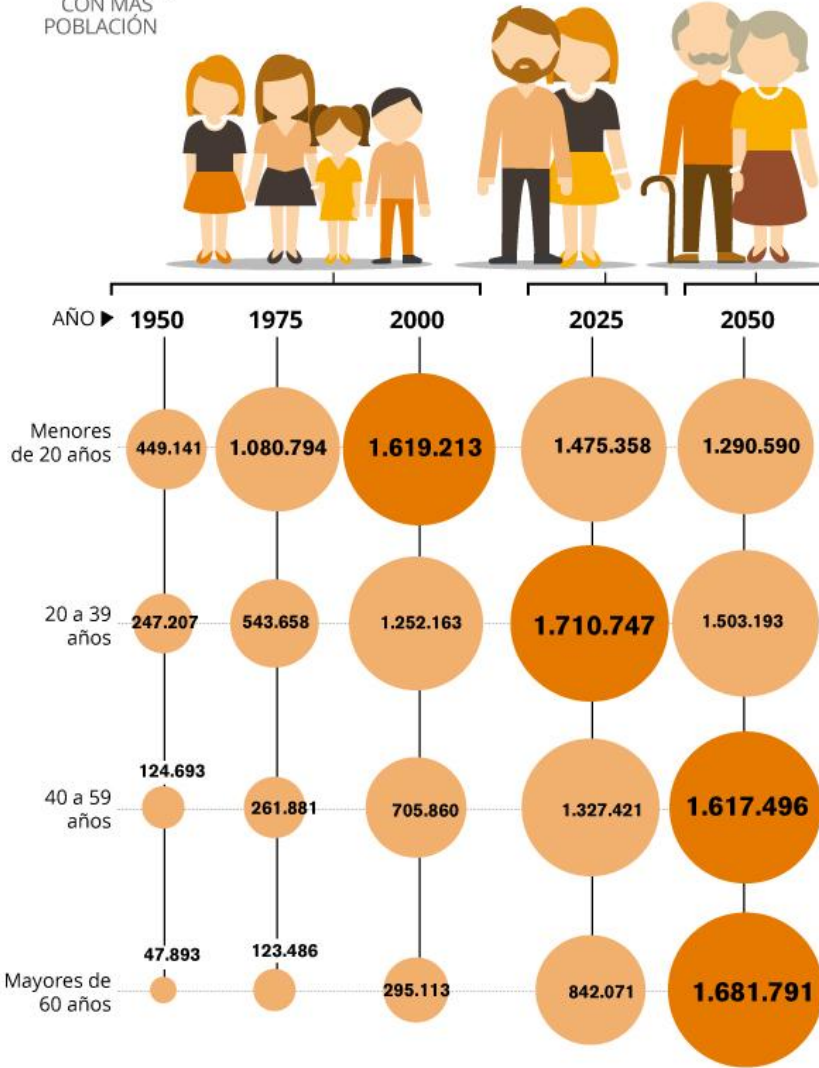 CON MÁS
POBLACIÓN
AÑO ▶ 1950 1975 2000 2025 2050
Menores
de 20 años
449.141 1.080.794 1.619.213 1.475.358 1.290.590
20 a 39
años
247.207 543.658 1.252.163 1.710.747 1.503.193
124.693
40 a 59
años
261.881 705.860 1.327.421 1.617.496
47.893 123.486
Mayores de
60 años
295.113 842.071 1.681.791